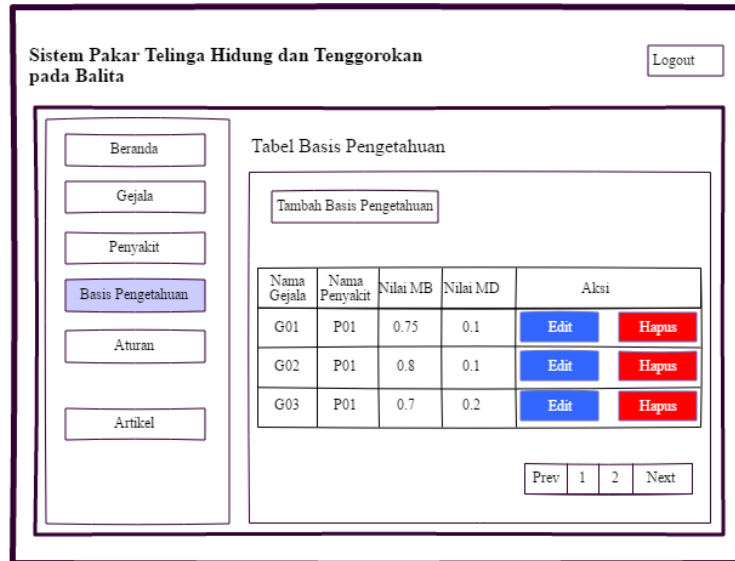 Sistem Pakar Telinga Hidung dan Tenggorokan
pada Balita
Logout
Beranda
Gejala
Penyakit
Basis Pengetahuan
Aturan
Artikel
Tabel Basis Pengetahuan
Tambah Basis Pengetahuan
Nama Gejala Nama Penyakit Nilai MB Nilai MD Aksi
G01 P01 0.75 0.1 Edit Hapus
G02 P01 0.8 0.1 Edit Hapus
G03 P01 0.7 0.2 Edit Hapus
Prev 1 2 Next